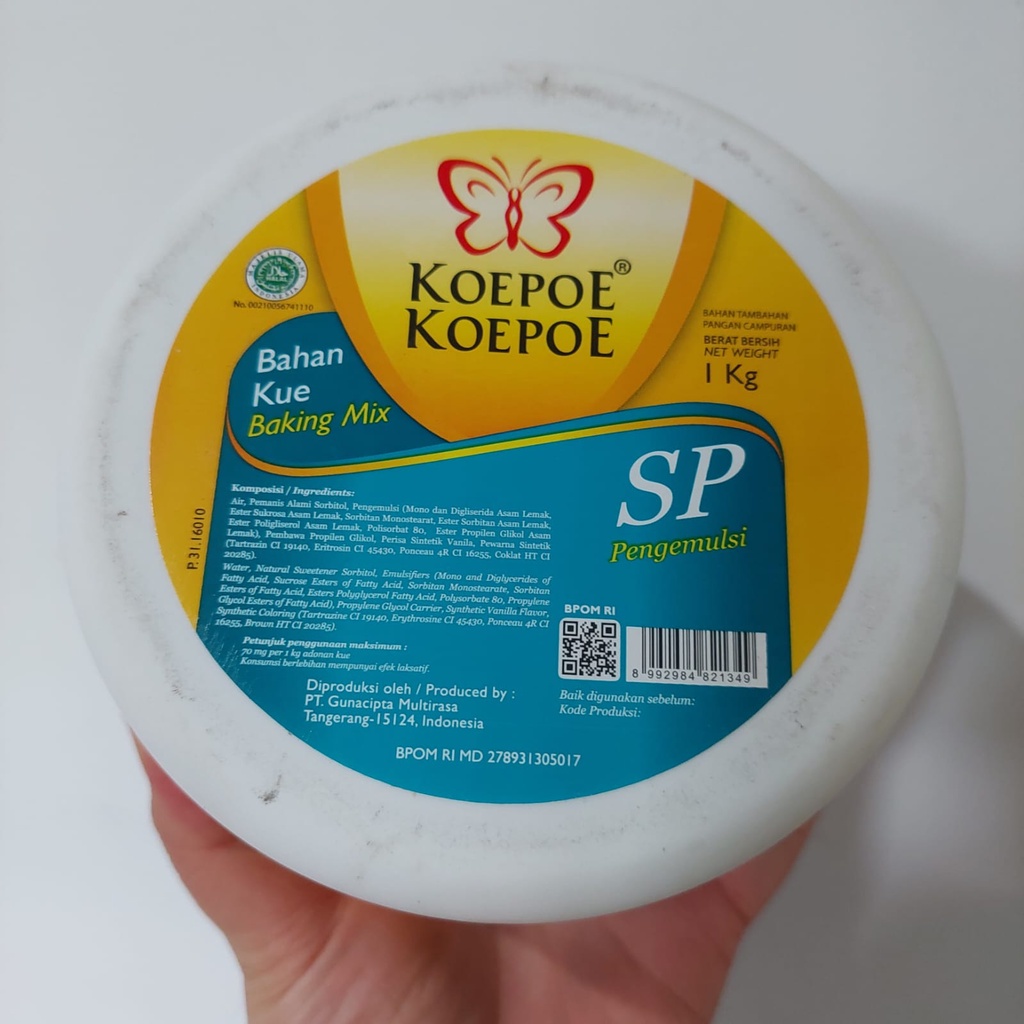 KOEPOE®
KOEPOE
MAJELIS ULAMA
HALAL
INDONESIA
No. 00210056741110
BAHAN TAMBAHAN
PANGAN CAMPURAN
BERAT BERSIH
NET WEIGHT
1 Kg
Bahan
Kue
Baking Mix
SP
Pengemulsi
Komposisi / Ingredients:
Air, Pemanis Alami Sorbitol, Pengemulsi (Mono dan Digliserida Asam Lemak,
Ester Sukrosa Asam Lemak, Sorbitan Monostearat, Ester Sorbitan Asam Lemak,
Ester Poligliserol Asam Lemak, Polisorbat 80, Ester Propilen Glikol Asam
Lemak), Pembawa Propilen Glikol, Perisa Sintetik Vanila, Pewarna Sintetik
(Tartrazin CI 19140, Eritrosin CI 45430, Ponceau 4R CI 16255, Coklat HT CI
20285).
Water, Natural Sweetener Sorbitol, Emulsifiers (Mono and Diglycerides of
Fatty Acid, Sucrose Esters of Fatty Acid, Sorbitan Monostearate, Sorbitan
Esters of Fatty Acid, Esters Polyglycerol Fatty Acid, Polysorbate 80, Propylene
Glycol Esters of Fatty Acid), Propylene Glycol Carrier, Synthetic Vanilla Flavor,
Synthetic Coloring (Tartrazine CI 19140, Erythrosine CI 45430, Ponceau 4R CI
16255, Brown HT CI 20285).
Petunjuk penggunaan maksimum :
70 mg per 1 kg adonan kue
Konsumsi berlebihan mempunyai efek laksatif.
P.31.16010
BPOM RI
8 992984 821349
Baik digunakan sebelum:
Kode Produksi:
Diproduksi oleh / Produced by :
PT. Gunacipta Multirasa
Tangerang-15124, Indonesia
BPOM RI MD 278931305017